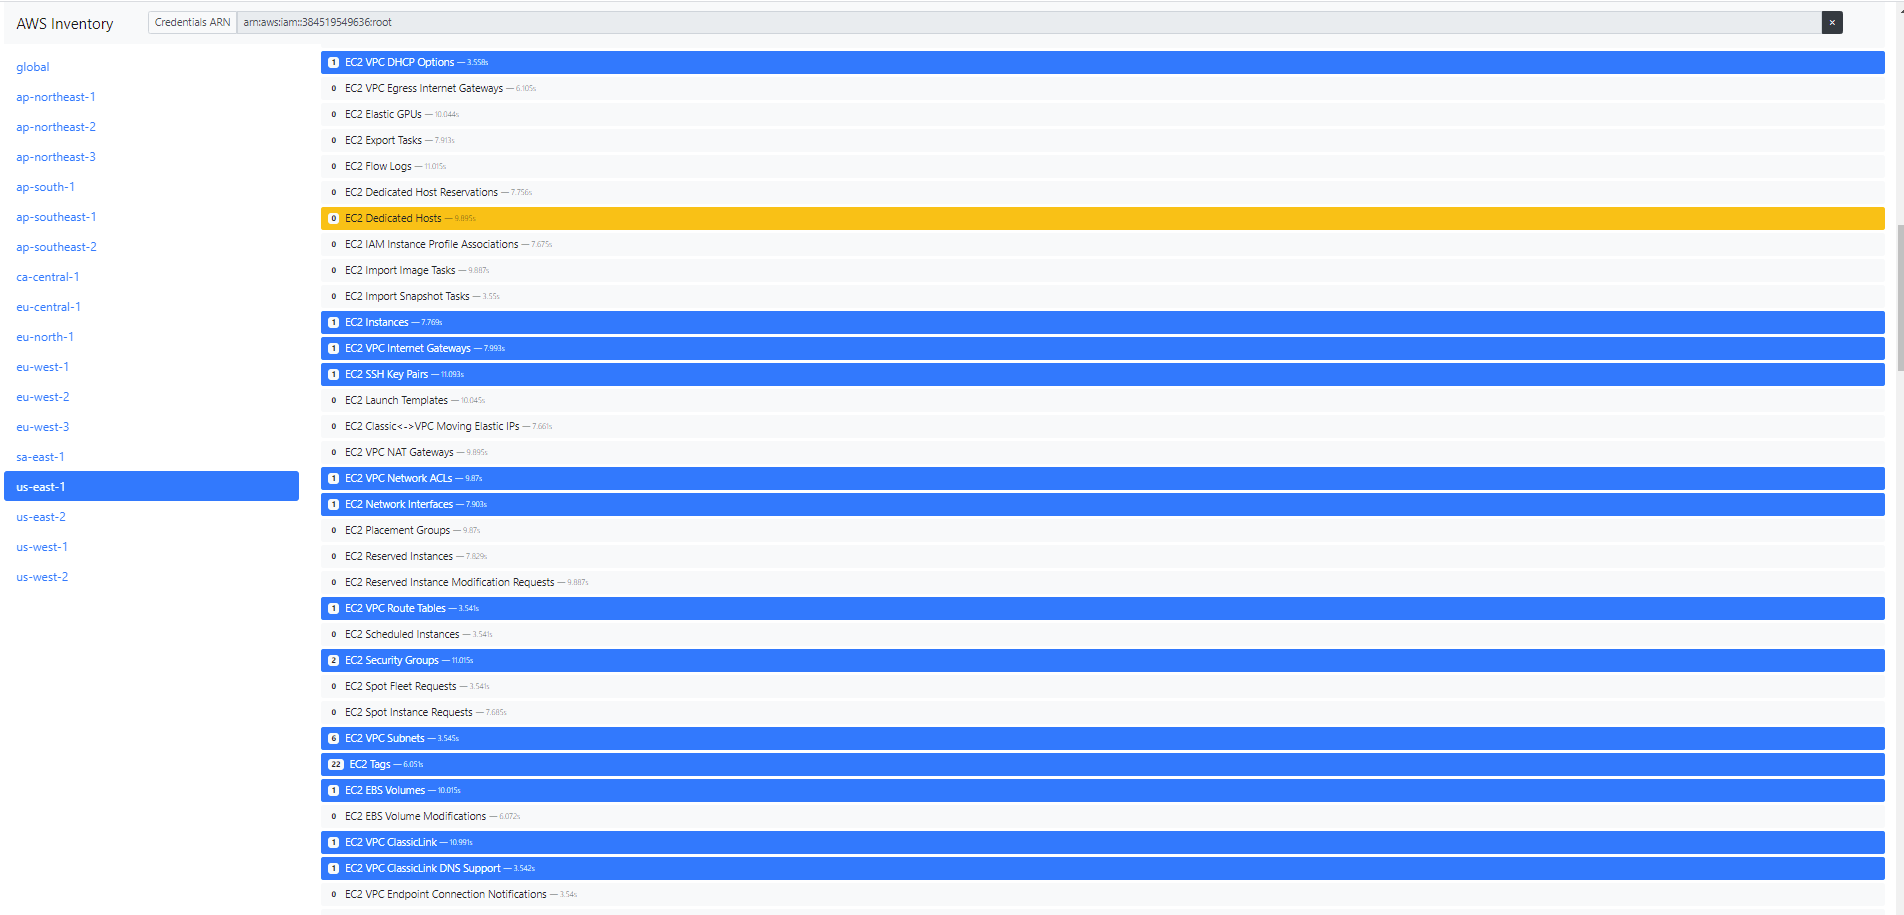 AWS Inventory
Credentials ARN arn:aws:iam::384519549636:root ×
global
ap-northeast-1
ap-northeast-2
ap-northeast-3
ap-south-1
ap-southeast-1
ap-southeast-2
ca-central-1
eu-central-1
eu-north-1
eu-west-1
eu-west-2
eu-west-3
sa-east-1
us-east-1
us-east-2
us-west-1
us-west-2
1 EC2 VPC DHCP Options — 3.558s
0 EC2 VPC Egress Internet Gateways — 6.105s
0 EC2 Elastic GPUs — 10.044s
0 EC2 Export Tasks — 7.913s
0 EC2 Flow Logs — 11.015s
0 EC2 Dedicated Host Reservations — 7.756s
0 EC2 Dedicated Hosts — 9.895s
0 EC2 IAM Instance Profile Associations — 7.675s
0 EC2 Import Image Tasks — 9.887s
0 EC2 Import Snapshot Tasks — 3.55s
1 EC2 Instances — 7.769s
1 EC2 VPC Internet Gateways — 7.993s
1 EC2 SSH Key Pairs — 11.093s
0 EC2 Launch Templates — 10.045s
0 EC2 Classic<->VPC Moving Elastic IPs — 7.661s
0 EC2 VPC NAT Gateways — 9.895s
1 EC2 VPC Network ACLs — 9.87s
1 EC2 Network Interfaces — 7.903s
0 EC2 Placement Groups — 9.87s
0 EC2 Reserved Instances — 7.829s
0 EC2 Reserved Instance Modification Requests — 9.887s
1 EC2 VPC Route Tables — 3.541s
0 EC2 Scheduled Instances — 3.541s
2 EC2 Security Groups — 11.015s
0 EC2 Spot Fleet Requests — 3.541s
0 EC2 Spot Instance Requests — 7.685s
6 EC2 VPC Subnets — 3.545s
22 EC2 Tags — 6.051s
1 EC2 EBS Volumes — 10.015s
0 EC2 EBS Volume Modifications — 6.072s
1 EC2 VPC ClassicLink — 10.991s
1 EC2 VPC ClassicLink DNS Support — 3.542s
0 EC2 VPC Endpoint Connection Notifications — 3.54s